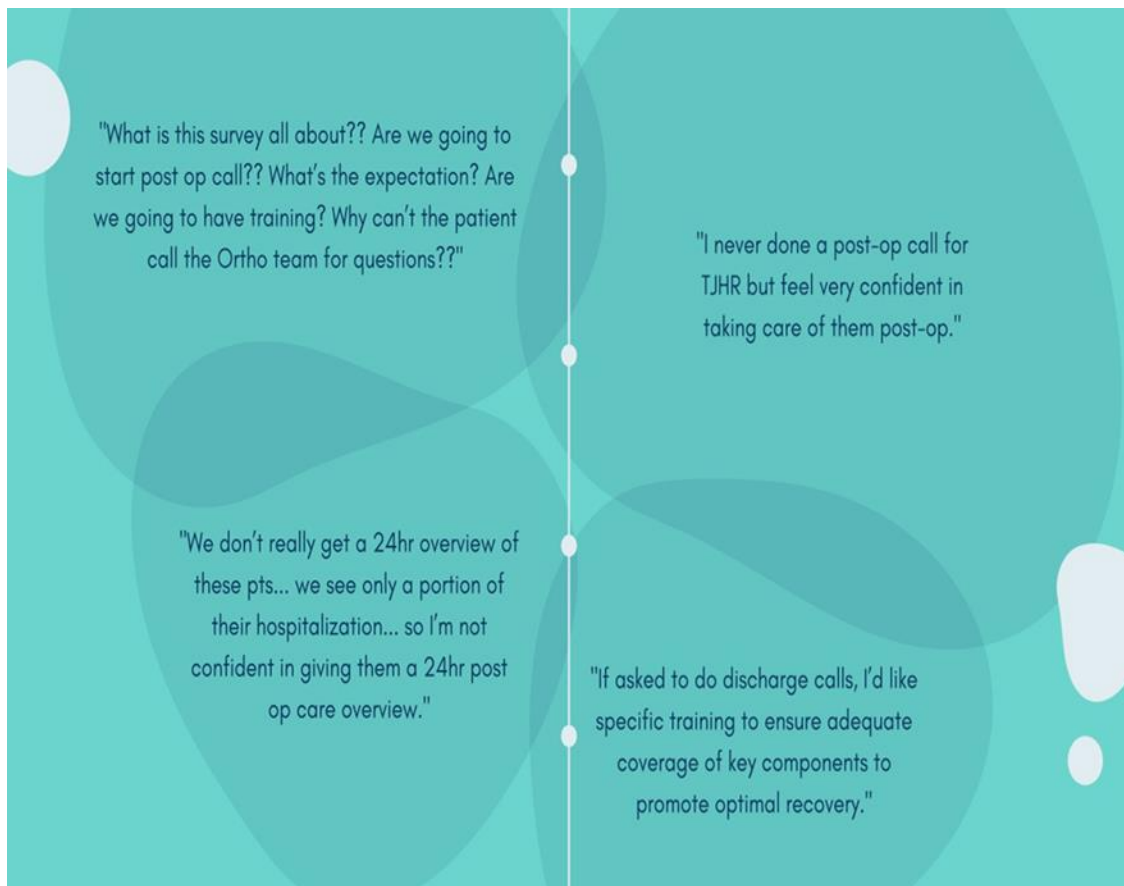 "What is this survey all about?? Are we going to
start post op call?? What's the expectation? Are
we going to have training? Why can't the patient
call the Ortho team for questions??"
"I never done a post-op call for
TJHR but feel very confident in
taking care of them post-op."
"We don't really get a 24hr overview of
these pts... we see only a portion of
their hospitalization... so I'm not
confident in giving them a 24hr post
op care overview."
"If asked to do discharge calls, I'd like
specific training to ensure adequate
coverage of key components to
promote optimal recovery."